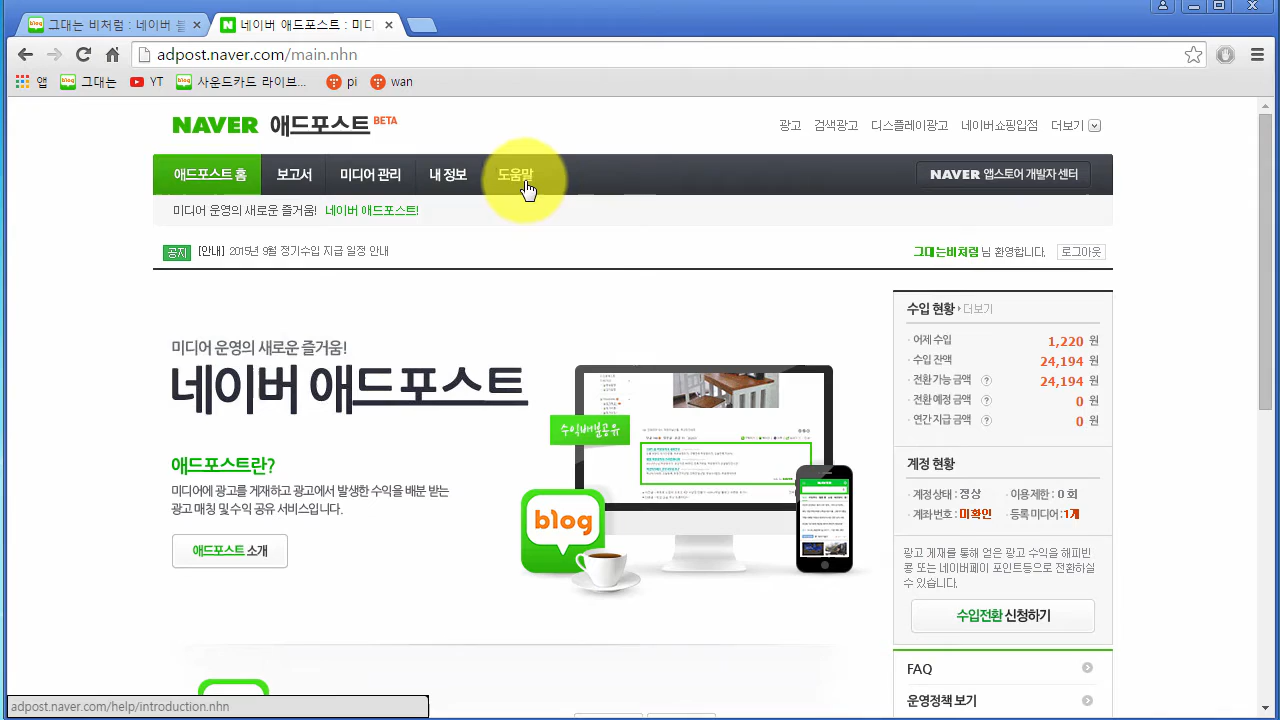 그대는 비처럼 : 네이버 블
네이버 애드포스트 : 미디
adpost.naver.com/main.nhn
앱 그대는 YT 사운드카드 라이브... pi wan
NAVER 애드포스트 BETA
광고 검색광고 디스플레이광고 네이버쇼핑입점 더보기
애드포스트 홈 보고서 미디어 관리 내 정보 도움말 NAVER 앱스토어 개발자 센터
미디어 운영의 새로운 즐거움! 네이버 애드포스트!
공지 [안내] 2015년 9월 정기수입 지급 일정 안내
그대는비처럼 님 환영합니다. 로그아웃
미디어 운영의 새로운 즐거움!
네이버 애드포스트
애드포스트란?
미디어에 광고를 게재하고 광고에서 발생한 수익을 배분 받는
광고 매칭 및 수익 공유 서비스입니다.
애드포스트 소개
수익배분공유
blog
수입 현황 더보기
어제 수입 1,220 원
수입 잔액 24,194 원
전환 가능 금액 ? 24,194 원
전환 예정 금액 ? 0 원
연간 지급 금액 ? 0 원
계정 현황
계정상태 : 정상 이용제한 : 0 회
계좌번호 : 미확인 등록미디어 : 1개
광고 게재를 통해 얻은 광고 수익을 해피빈
콩 또는 네이버페이 포인트등으로 전환하실
수 있습니다.
수입전환 신청하기
FAQ
운영정책 보기
adpost.naver.com/help/introduction.nhn